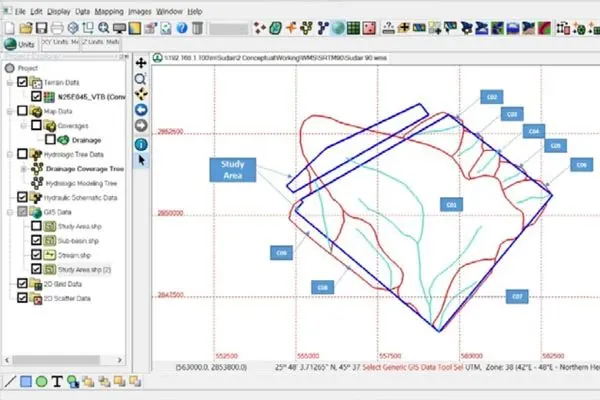 File Edit Display Data Mapping Images Window Help
Units
Project
Terrain Data
N25E045_VTB (Conv
Map Data
Coverages
Drainage
Hydrologic Tree Data
Drainage Coverage Tree
Hydrologic Modeling Tree
Hydraulic Schematic Data
GIS Data
Study Area.shp
Sub-basin.shp
Stream.shp
Study Area.shp (2)
2D Grid Data
2D Scatter Data
2852500
2850000
2847500
552500
555000
557500
562500
Study
Area
C02
C03
C04
C05
C06
C01
C09
C08
C07
(563000.0, 2853800.0)
25° 48' 3.71265" N, 45° 37. Select Generic GIS Data Tool Sel UTM, Zone: 38 (42°E - 48°E - Northern He
T